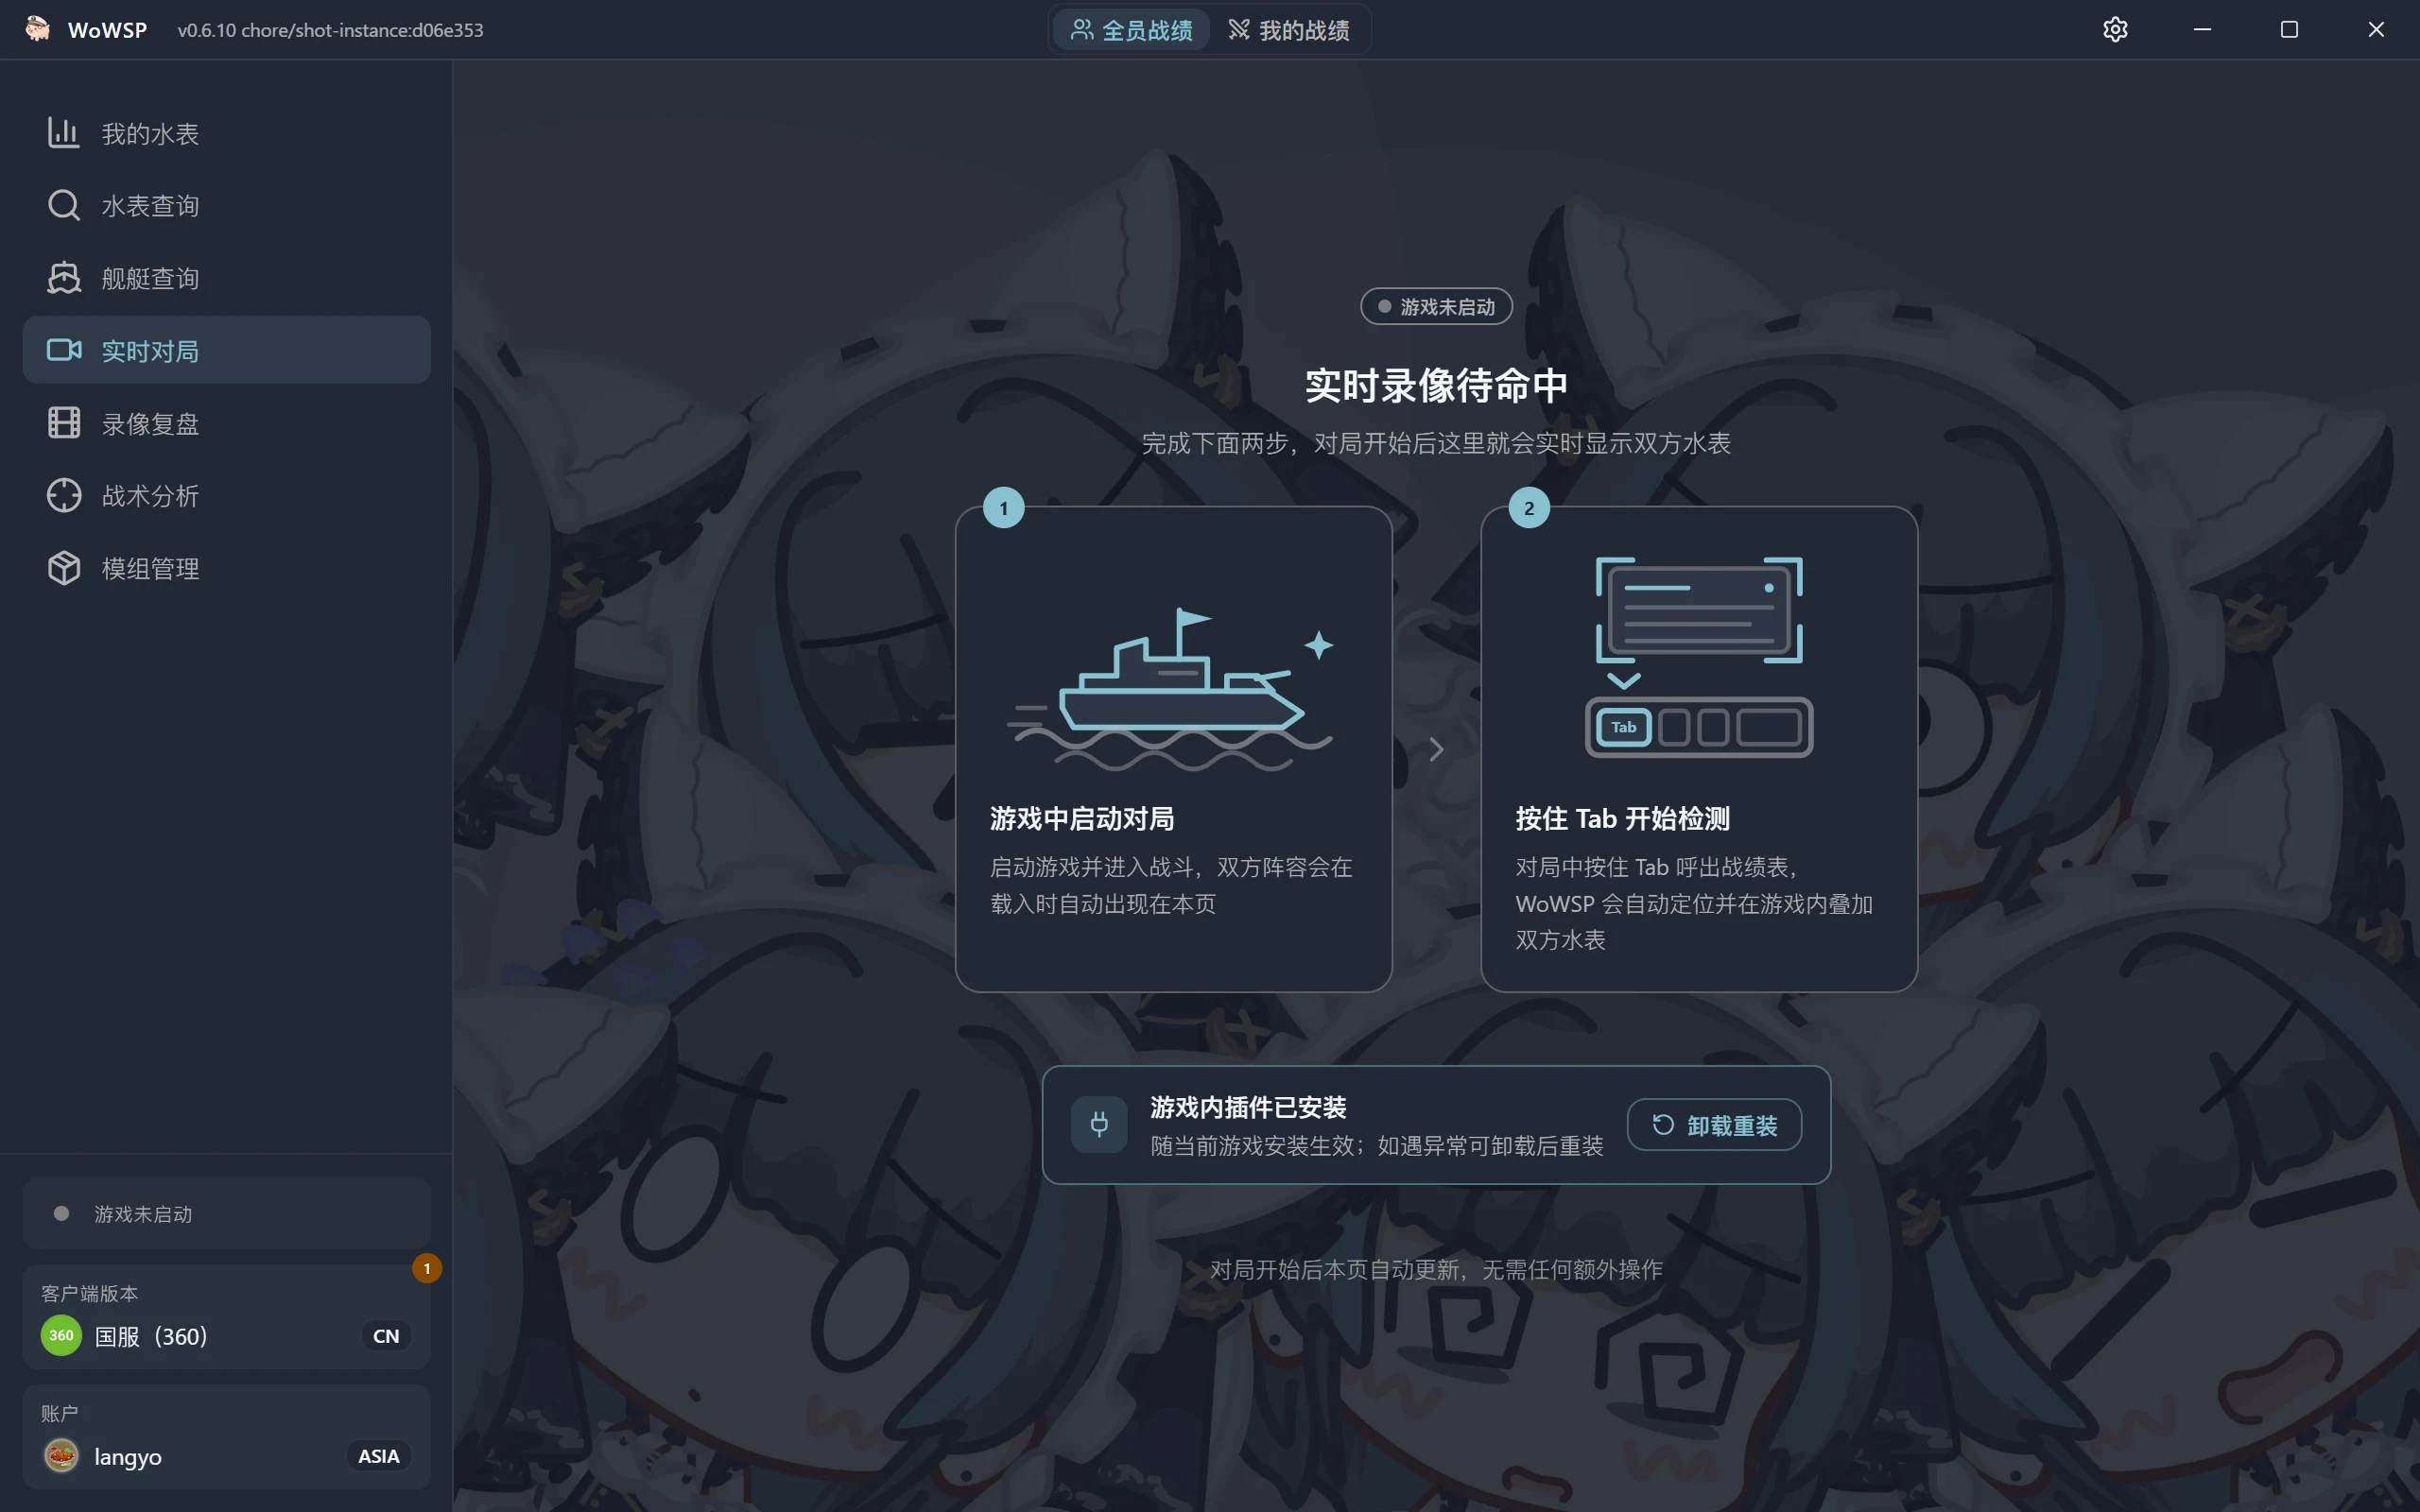 WoWSP v0.6.10 chore/shot-instance:d06e353
全员战绩
我的战绩
我的水表
水表查询
舰艇查询
实时对局
录像复盘
战术分析
模组管理
游戏未启动
实时录像待命中
完成下面两步，对局开始后这里就会实时显示双方水表
1
游戏中启动对局
启动游戏并进入战斗，双方阵容会在
载入时自动出现在本页
2
Tab
按住 Tab 开始检测
对局中按住 Tab 呼出战绩表，
WoWSP 会自动定位并在游戏内叠加
双方水表
游戏内插件已安装
随当前游戏安装生效；如遇异常可卸载后重装
卸载重装
对局开始后本页自动更新，无需任何额外操作
游戏未启动
1
客户端版本
360 国服（360） CN
账户
langyo ASIA